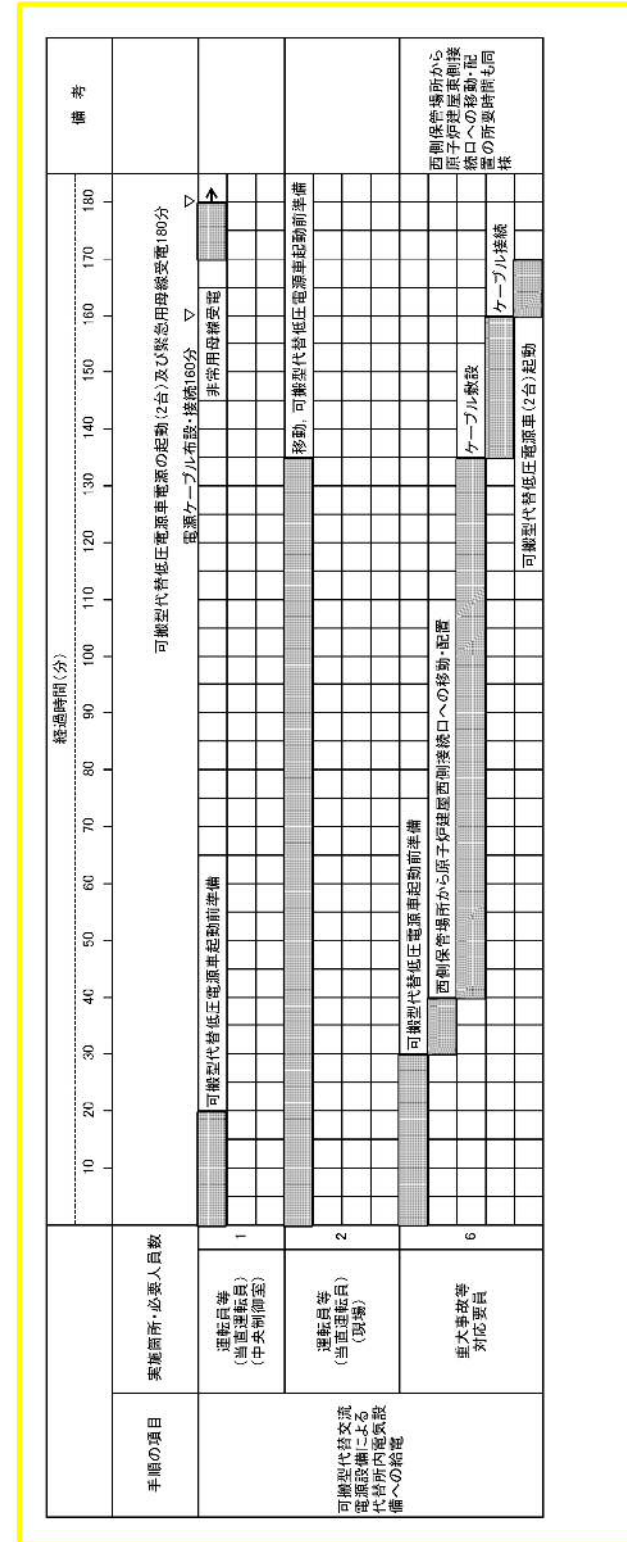 経過時間(分)
備 考
手順の項目
実施箇所・必要人員数
10 20 30 40 50 60 70 80 90 100 110 120 130 140 150 160 170 180
可搬型代替低圧電源車電源の起動(2台)及び緊急用母線受電180分
▽
電源ケーブル布設・接続160分
▽
可搬型代替交流
電源設備による
代替所内電気設
備への給電
運転員等
(当直運転員)
(中央制御室)
1
可搬型代替低圧電源車起動前準備
非常用母線受電
運転員等
(当直運転員)
(現場)
2
移動,可搬型代替低圧電源車起動前準備
重大事故等
対応要員
6
可搬型代替低圧電源車起動前準備
西側保管場所から原子炉建屋西側接続口への移動・配置
ケーブル敷設
ケーブル接続
可搬型代替低圧電源車(2台)起動
西側保管場所から
原子炉建屋東側接
続口への移動・配
置の所要時間も同
様